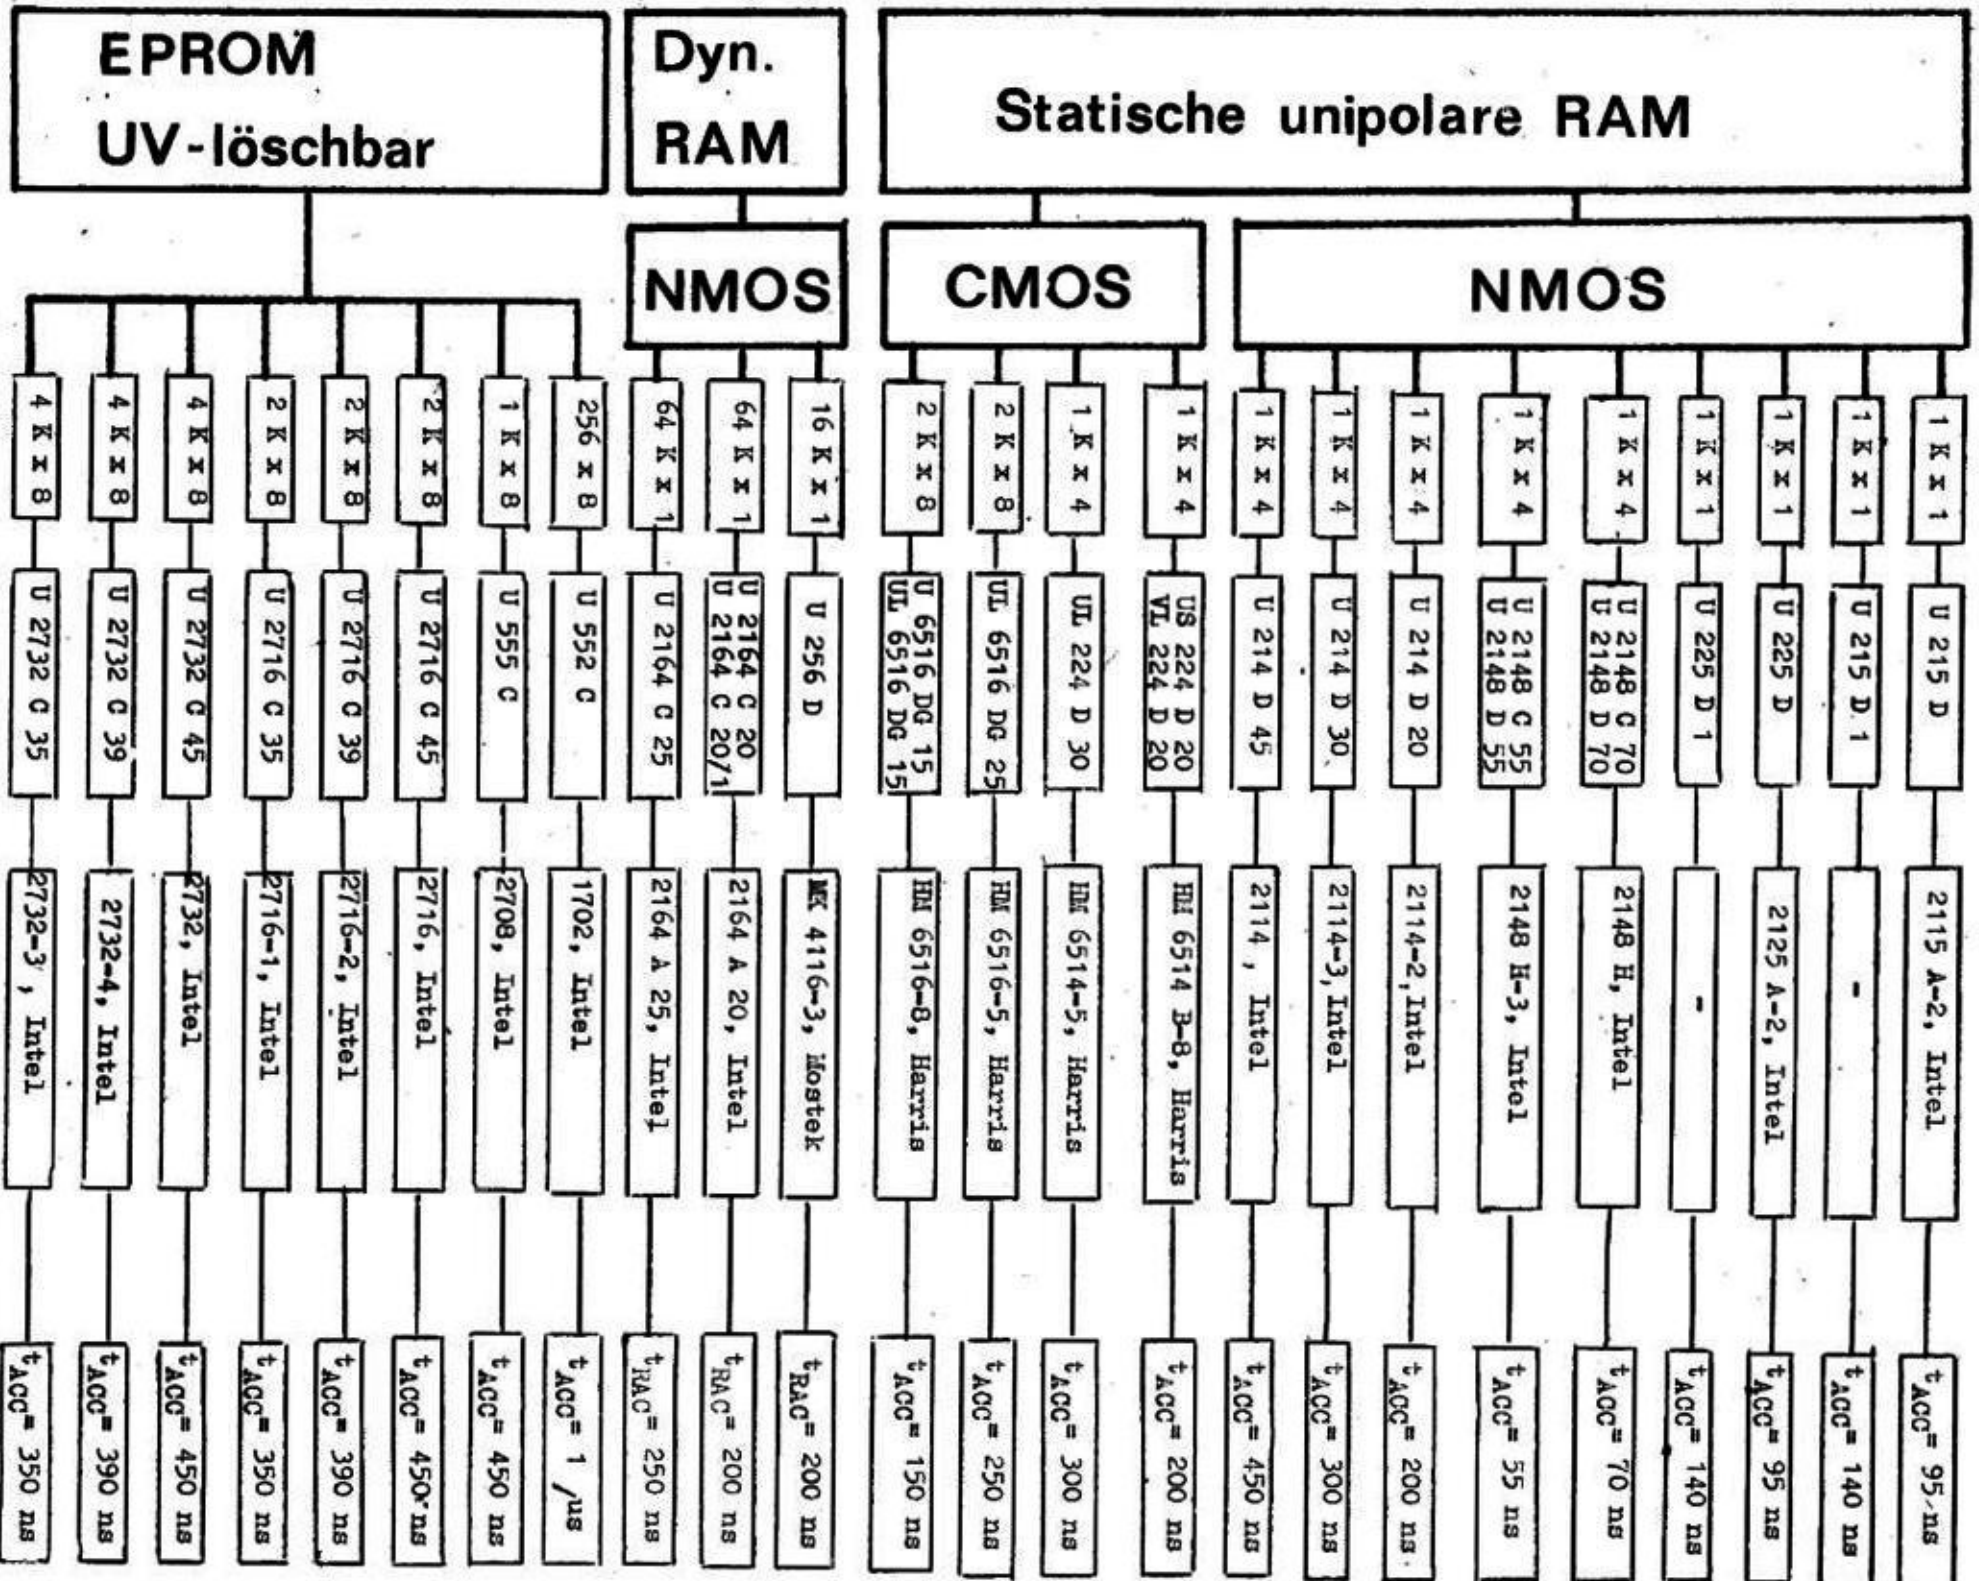 EPROM
UV-löschbar
Dyn.
RAM
Statische unipolare RAM
NMOS
CMOS
NMOS
4 K x 8
U 2732 C 35
2732-3, Intel
tACC= 350 ns
4 K x 8
U 2732 C 39
2732-4, Intel
tACC= 390 ns
4 K x 8
U 2732 C 45
2732, Intel
tACC= 450 ns
2 K x 8
U 2716 C 35
2716-1, Intel
tACC= 350 ns
2 K x 8
U 2716 C 39
2716-2, Intel
tACC= 390 ns
2 K x 8
U 2716 C 45
2716, Intel
tACC= 450 ns
1 K x 8
U 555 C
2708, Intel
tACC= 450 ns
256 x 8
U 552 C
1702, Intel
tACC= 1 /us
64 K x 1
U 2164 C 25
2164 A 25, Intel
tRAC= 250 ns
64 K x 1
U 2164 C 20
U 2164 C 20/1
2164 A 20, Intel
tRAC= 200 ns
16 K x 1
U 256 D
MK 4116-3, Mostek
tRAC= 200 ns
2 K x 8
U 6516 DG 15
UL 6516 DG 15
HM 6516-8, Harris
tACC= 150 ns
2 K x 8
UL 6516 DG 25
HM 6516-5, Harris
tACC= 250 ns
1 K x 4
UL 224 D 30
HM 6514-5, Harris
tACC= 300 ns
1 K x 4
US 224 D 20
VL 224 D 20
HM 6514 B-8, Harris
tACC= 200 ns
1 K x 4
U 214 D 45
2114 , Intel
tACC= 450 ns
1 K x 4
U 214 D 30
2114-3,Intel
tACC= 300 ns
1 K x 4
U 214 D 20
2114-2,Intel
tACC= 200 ns
1 K x 4
U 2148 C 55
U 2148 D 55
2148 H-3, Intel
tACC= 55 ns
1 K x 4
U 2148 C 70
U 2148 D 70
2148 H, Intel
tACC= 70 ns
1 K x 1
U 225 D 1
-
tACC= 140 ns
1 K x 1
U 225 D
2125 A-2, Intel
tACC= 95 ns
1 K x 1
U 215 D 1
-
tACC= 140 ns
1 K x 1
U 215 D
2115 A-2, Intel
tACC= 95 ns